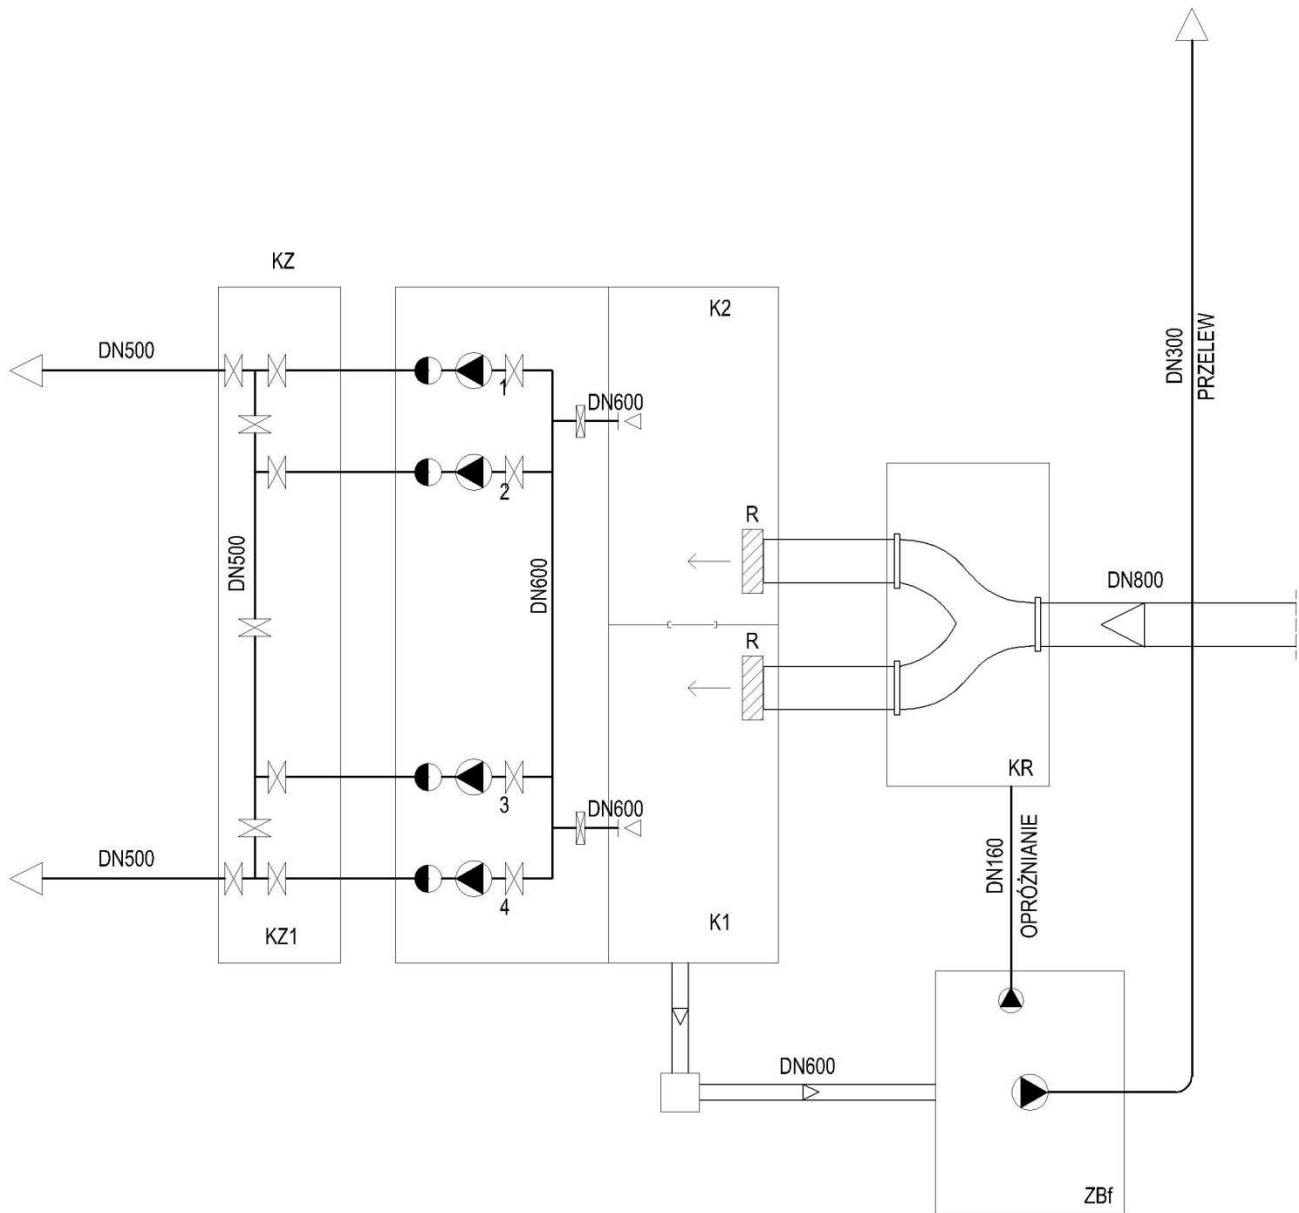 KZ
K2
DN500
DN300
PRZELEW
1
DN600
2
R
DN500
DN600
DN800
R
KR
3
DN600
DN500
DN160
OPRÓŻNIANIE
4
KZ1
K1
DN600
ZBf